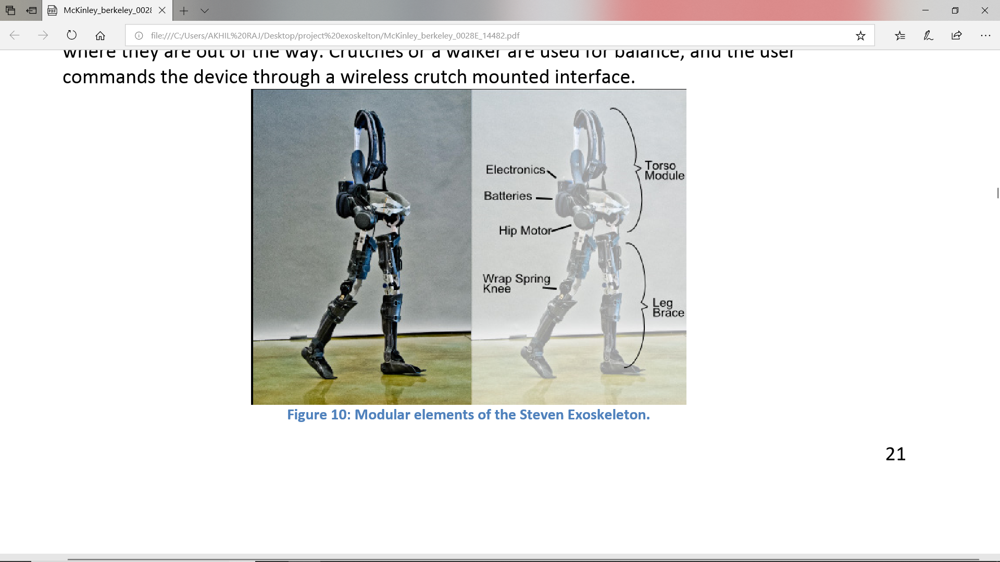 McKinley_berkeley_0028
file:///C:/Users/AKHIL%20RAJ/Desktop/project%20exoskelton/McKinley_berkeley_0028E_14482.pdf
where they are out of the way. Crutches or a walker are used for balance, and the user
commands the device through a wireless crutch mounted interface.
Electronics
Torso
Module
Batteries
Hip Motor
Wrap Spring
Knee
Leg
Brace
Figure 10: Modular elements of the Steven Exoskeleton.
21